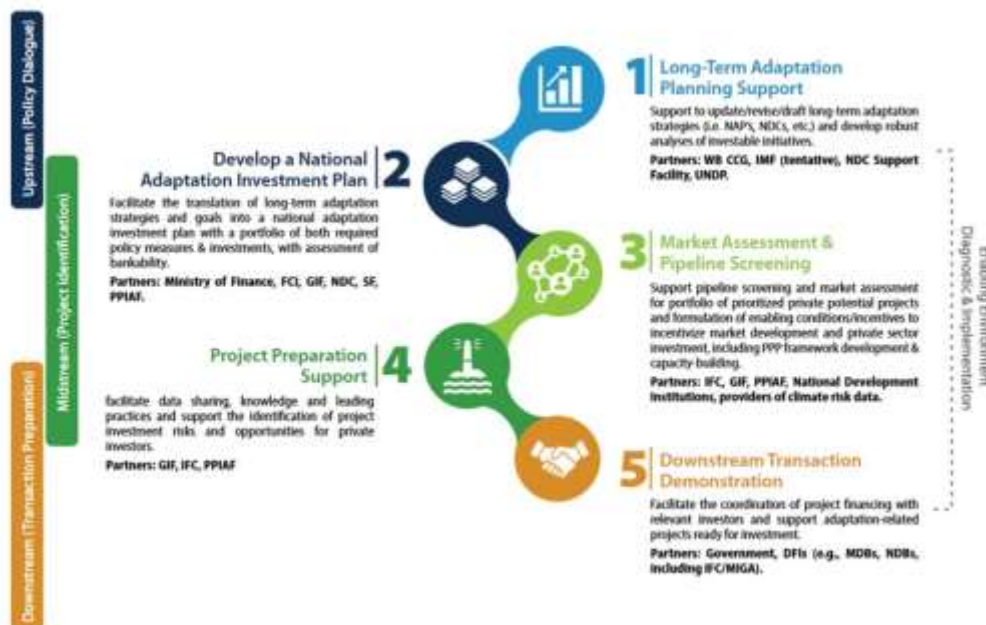 Upstream (Policy Dialogue)
Midstream (Project Identification)
Downstream (Transaction Preparation)
1
Long-Term Adaptation
Planning Support
Support to update/revise/draft long-term adaptation
strategies (i.e. NAP's, NDCs, etc.) and develop robust
analyses of investable initiatives.
Partners: WB CCG, IMF (tentative), NDC Support
Facility, UNDP.
Develop a National
Adaptation Investment Plan
2
Facilitate the translation of long-term adaptation
strategies and goals into a national adaptation
investment plan with a portfolio of both required
policy measures & investments, with assessment of
bankability.
Partners: Ministry of Finance, FCI, GIF, NDC, SF,
PPIAF.
3
Market Assessment &
Pipeline Screening
Support pipeline screening and market assessment
for portfolio of prioritized private potential projects
and formulation of enabling conditions/incentives to
incentivize market development and private sector
investment, including PPP framework development &
capacity-building.
Partners: IFC, GIF, PPIAF, National Development
Institutions, providers of climate risk data.
Project Preparation
Support
4
facilitate data sharing, knowledge and leading
practices and support the identification of project
investment risks and opportunities for private
investors.
Partners: GIF, IFC, PPIAF
5
Downstream Transaction
Demonstration
Facilitate the coordination of project financing with
relevant investors and support adaptation-related
projects ready for investment.
Partners: Government, DFIs (e.g., MDBs, NDBs,
including IFC/MIGA).
Enabling Environment
Diagnostic & Implementation